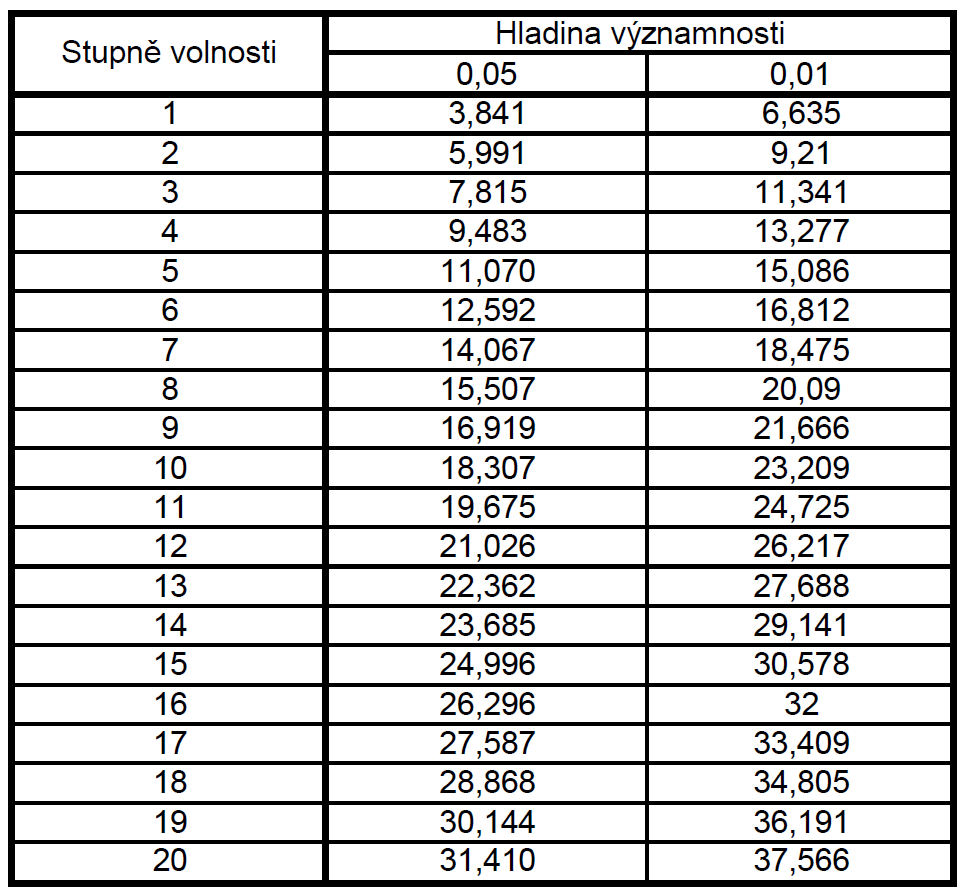 Stupně volnosti Hladina významnosti
0,05 0,01
1 3,841 6,635
2 5,991 9,21
3 7,815 11,341
4 9,483 13,277
5 11,070 15,086
6 12,592 16,812
7 14,067 18,475
8 15,507 20,09
9 16,919 21,666
10 18,307 23,209
11 19,675 24,725
12 21,026 26,217
13 22,362 27,688
14 23,685 29,141
15 24,996 30,578
16 26,296 32
17 27,587 33,409
18 28,868 34,805
19 30,144 36,191
20 31,410 37,566